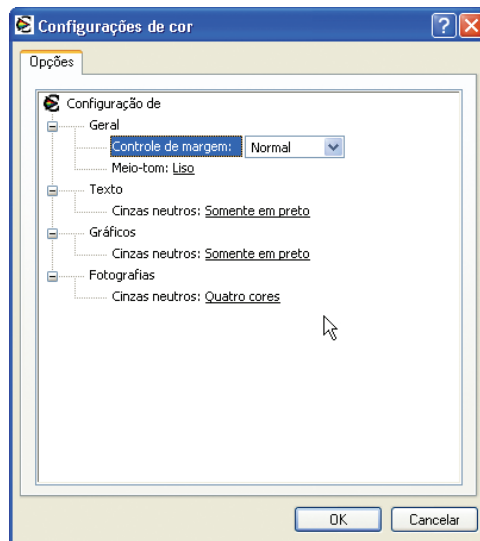 Configurações de cor
Opções
Configuração de
Geral
Controle de margem: Normal
Meio-tom: Liso
Texto
Cinzas neutros: Somente em preto
Gráficos
Cinzas neutros: Somente em preto
Fotografias
Cinzas neutros: Quatro cores
OK Cancelar